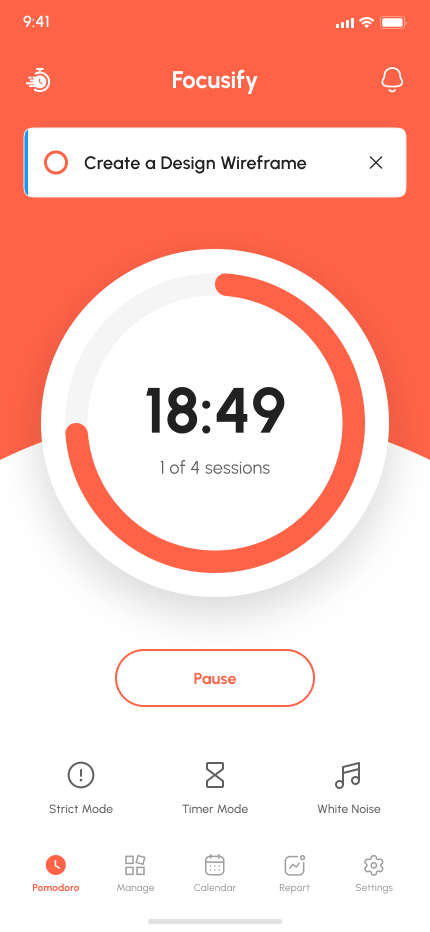 9:41
Focusify
Create a Design Wireframe
18:49
1 of 4 sessions
Pause
Strict Mode
Timer Mode
White Noise
Pomodoro
Manage
Calendar
Report
Settings